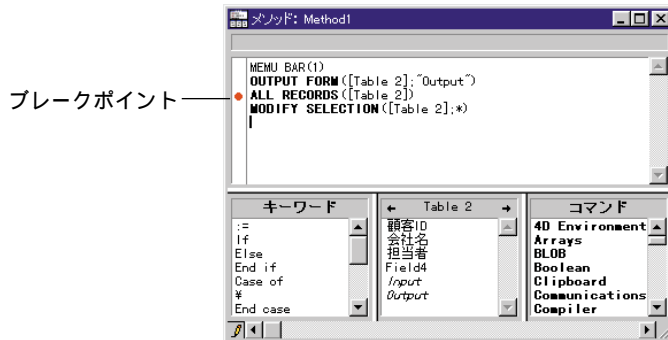 メソッド: Method1
MEMU BAR(1)
OUTPUT FORM([Table 2];"Output")
ブレークポイント
ALL RECORDS([Table 2])
MODIFY SELECTION([Table 2];*)
キーワード
:=
If
Else
End if
Case of
¥
End case
← Table 2 →
顧客ID
会社名
担当者
Field4
Input
Output
コマンド
4D Environment
Arrays
BLOB
Boolean
Clipboard
Communications
Compiler